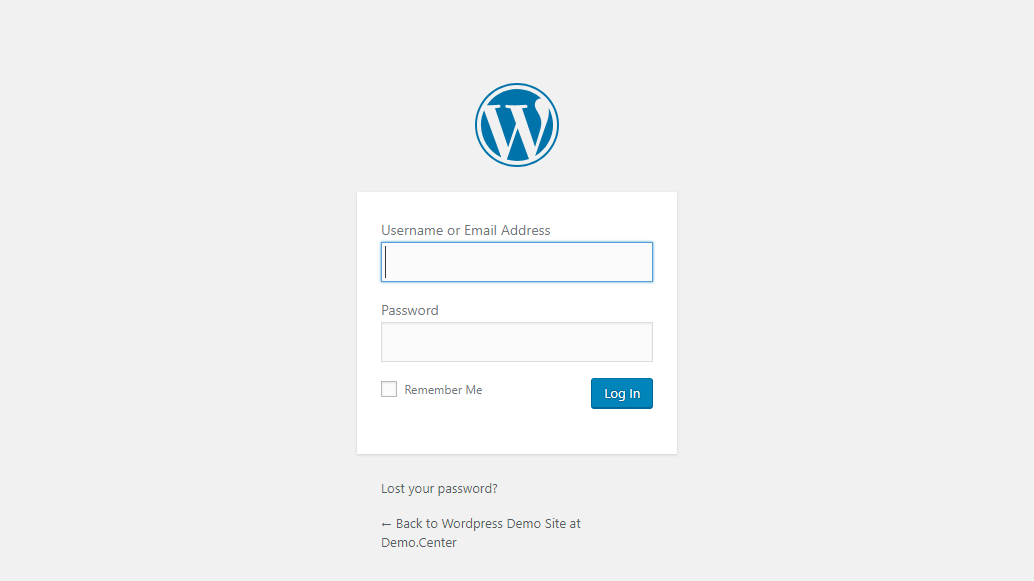 Username or Email Address
Password
Remember Me
Log In
Lost your password?
← Back to Wordpress Demo Site at
Demo.Center